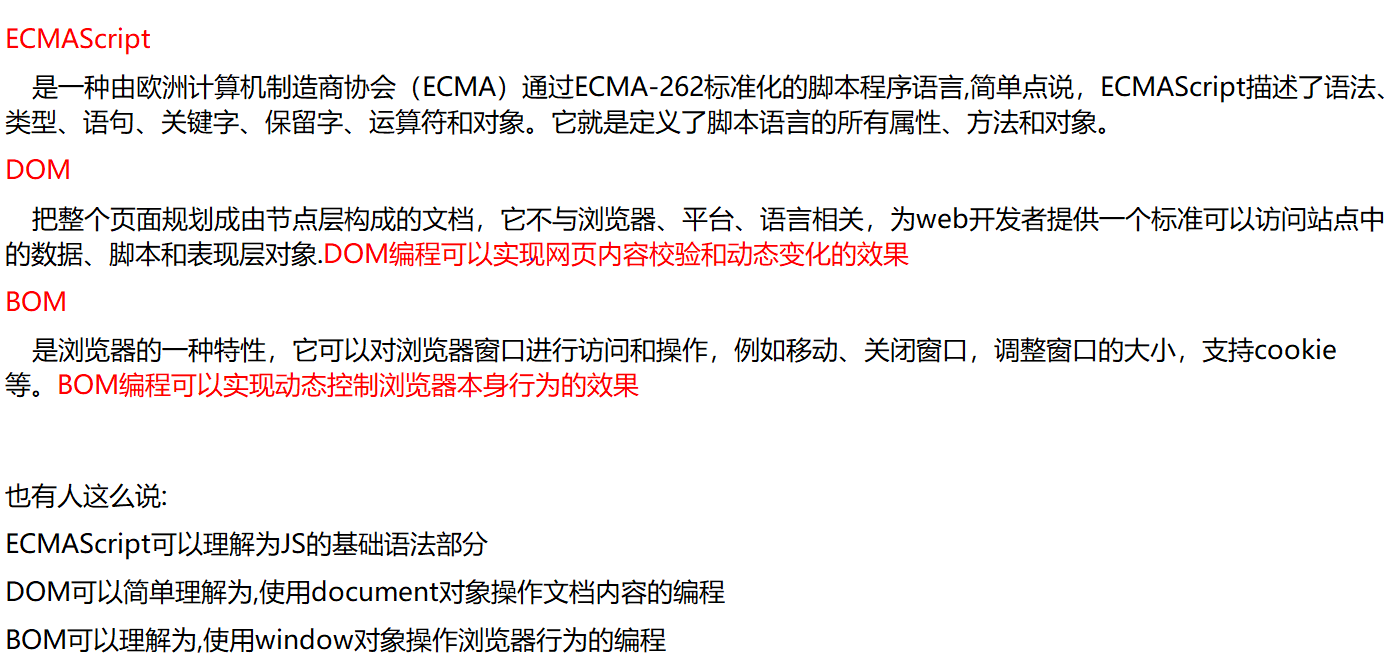 ECMAScript
是一种由欧洲计算机制造商协会（ECMA）通过ECMA-262标准化的脚本程序语言,简单点说，ECMAScript描述了语法、
类型、语句、关键字、保留字、运算符和对象。它就是定义了脚本语言的所有属性、方法和对象。
DOM
把整个页面规划成由节点层构成的文档，它不与浏览器、平台、语言相关，为web开发者提供一个标准可以访问站点中
的数据、脚本和表现层对象.DOM编程可以实现网页内容校验和动态变化的效果
BOM
是浏览器的一种特性，它可以对浏览器窗口进行访问和操作，例如移动、关闭窗口，调整窗口的大小，支持cookie
等。BOM编程可以实现动态控制浏览器本身行为的效果
也有人这么说:
ECMAScript可以理解为JS的基础语法部分
DOM可以简单理解为,使用document对象操作文档内容的编程
BOM可以理解为,使用window对象操作浏览器行为的编程